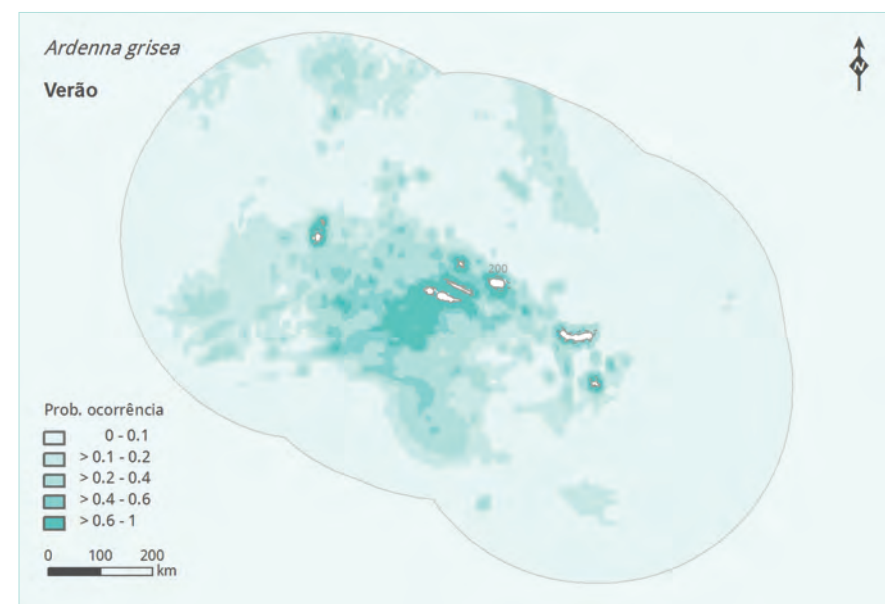 Ardenna grisea
Verão
N
200
Prob. ocorrência
0 - 0.1
> 0.1 - 0.2
> 0.2 - 0.4
> 0.4 - 0.6
> 0.6 - 1
0 100 200
km